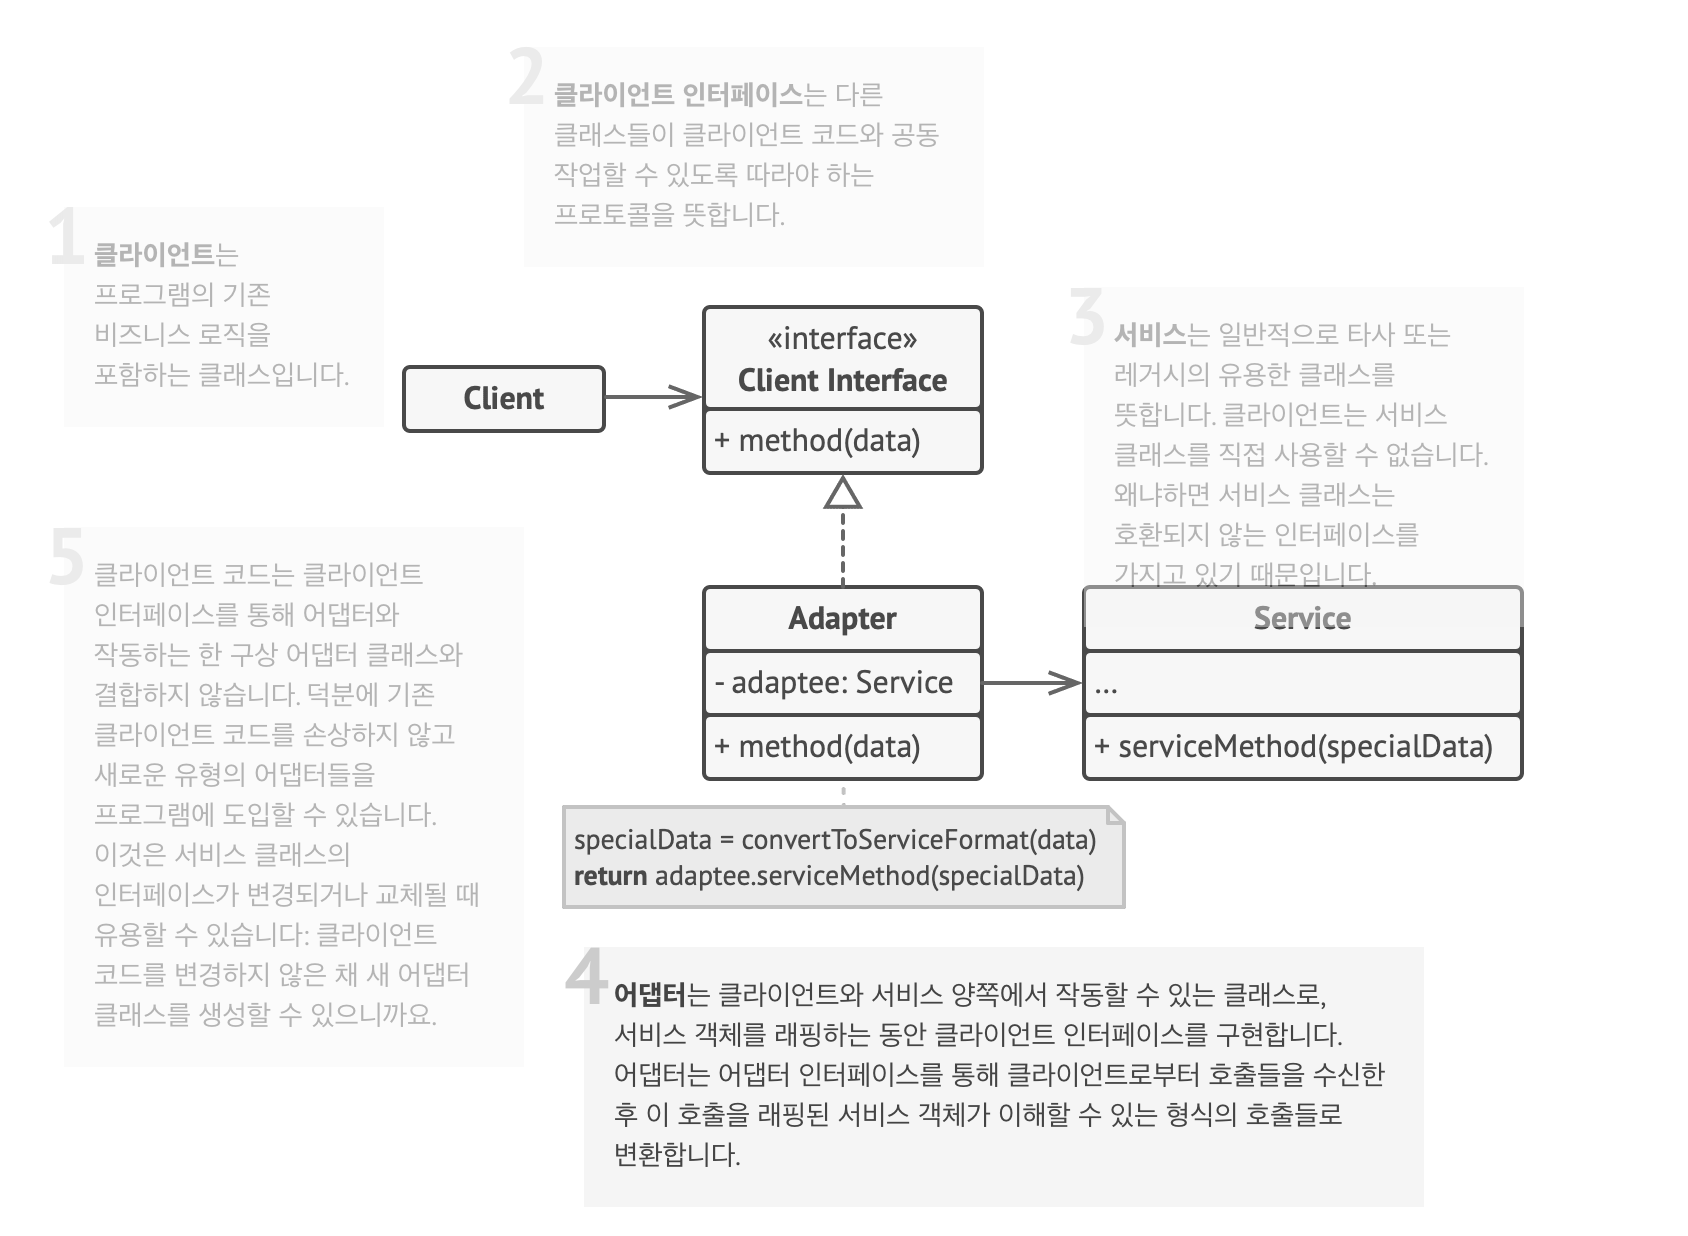 1
클라이언트는
프로그램의 기존
비즈니스 로직을
포함하는 클래스입니다.
2
클라이언트 인터페이스는 다른
클래스들이 클라이언트 코드와 공동
작업할 수 있도록 따라야 하는
프로토콜을 뜻합니다.
3
서비스는 일반적으로 타사 또는
레거시의 유용한 클래스를
뜻합니다. 클라이언트는 서비스
클래스를 직접 사용할 수 없습니다.
왜냐하면 서비스 클래스는
호환되지 않는 인터페이스를
가지고 있기 때문입니다.
Client
«interface»
Client Interface
+ method(data)
Adapter
- adaptee: Service
+ method(data)
Service
...
+ serviceMethod(specialData)
specialData = convertToServiceFormat(data)
return adaptee.serviceMethod(specialData)
4
어댑터는 클라이언트와 서비스 양쪽에서 작동할 수 있는 클래스로,
서비스 객체를 래핑하는 동안 클라이언트 인터페이스를 구현합니다.
어댑터는 어댑터 인터페이스를 통해 클라이언트로부터 호출들을 수신한
후 이 호출을 래핑된 서비스 객체가 이해할 수 있는 형식의 호출들로
변환합니다.
5
클라이언트 코드는 클라이언트
인터페이스를 통해 어댑터와
작동하는 한 구상 어댑터 클래스와
결합하지 않습니다. 덕분에 기존
클라이언트 코드를 손상하지 않고
새로운 유형의 어댑터들을
프로그램에 도입할 수 있습니다.
이것은 서비스 클래스의
인터페이스가 변경되거나 교체될 때
유용할 수 있습니다: 클라이언트
코드를 변경하지 않은 채 새 어댑터
클래스를 생성할 수 있으니까요.